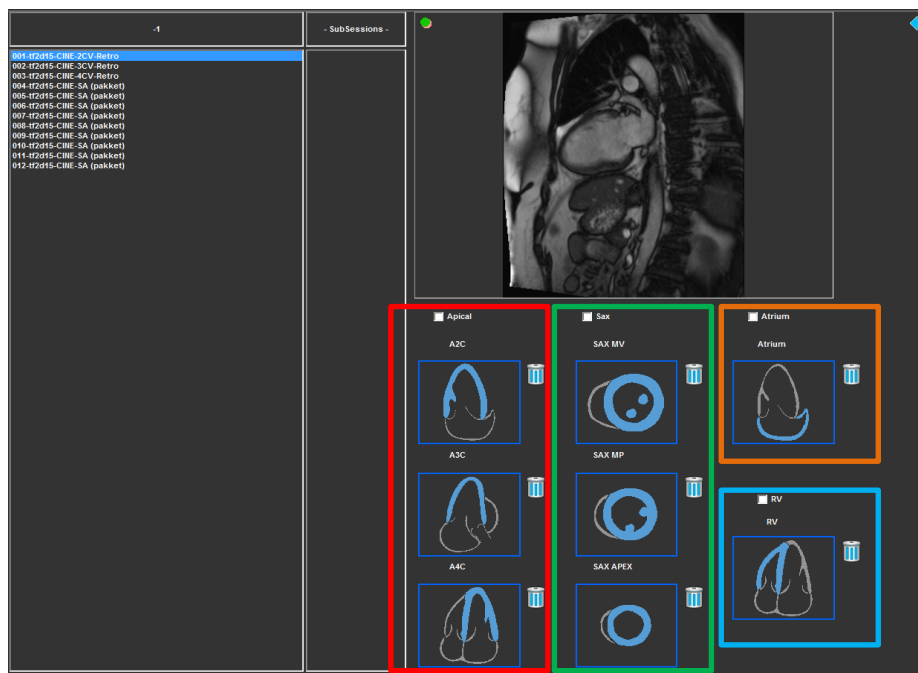 -1
- SubSessions -
001-tf2d15-CINE-2CV-Retro
002-tf2d15-CINE-3CV-Retro
003-tf2d15-CINE-4CV-Retro
004-tf2d15-CINE-SA (pakket)
005-tf2d15-CINE-SA (pakket)
006-tf2d15-CINE-SA (pakket)
007-tf2d15-CINE-SA (pakket)
008-tf2d15-CINE-SA (pakket)
009-tf2d15-CINE-SA (pakket)
010-tf2d15-CINE-SA (pakket)
011-tf2d15-CINE-SA (pakket)
012-tf2d15-CINE-SA (pakket)
Apical
A2C
A3C
A4C
Sax
SAX MV
SAX MP
SAX APEX
Atrium
Atrium
RV
RV